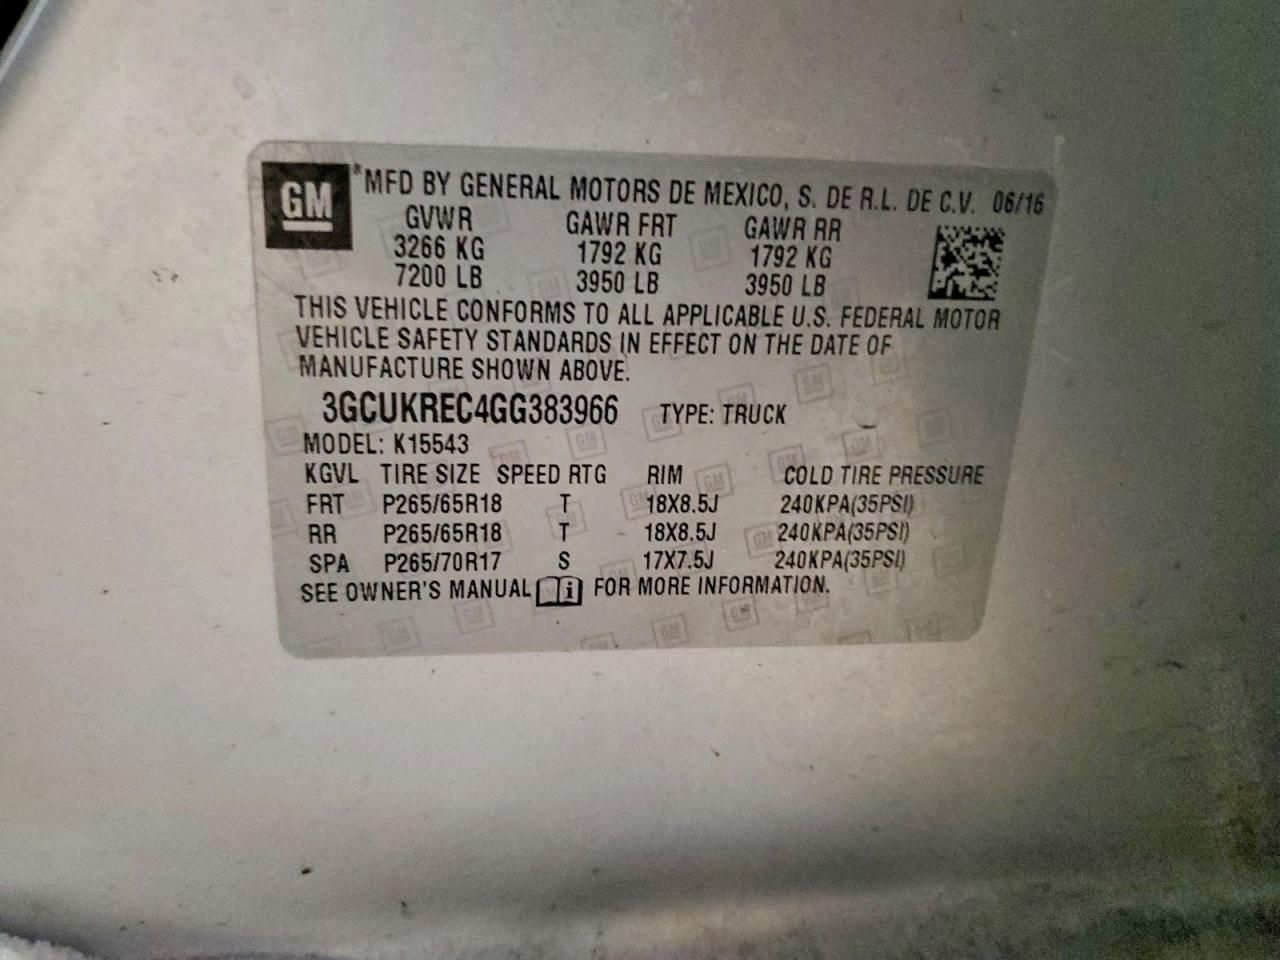 GM *MFD BY GENERAL MOTORS DE MEXICO, S. DE R.L. DE C.V. 06/16
GVWR GAWR FRT GAWR RR
3266 KG 1792 KG 1792 KG
7200 LB 3950 LB 3950 LB
THIS VEHICLE CONFORMS TO ALL APPLICABLE U.S. FEDERAL MOTOR
VEHICLE SAFETY STANDARDS IN EFFECT ON THE DATE OF
MANUFACTURE SHOWN ABOVE.
3GCUKREC4GG383966 TYPE: TRUCK
MODEL: K15543
KGVL TIRE SIZE SPEED RTG RIM COLD TIRE PRESSURE
FRT P265/65R18 T 18X8.5J 240KPA(35PSI)
RR P265/65R18 T 18X8.5J 240KPA(35PSI)
SPA P265/70R17 S 17X7.5J 240KPA(35PSI)
SEE OWNER'S MANUAL i FOR MORE INFORMATION.